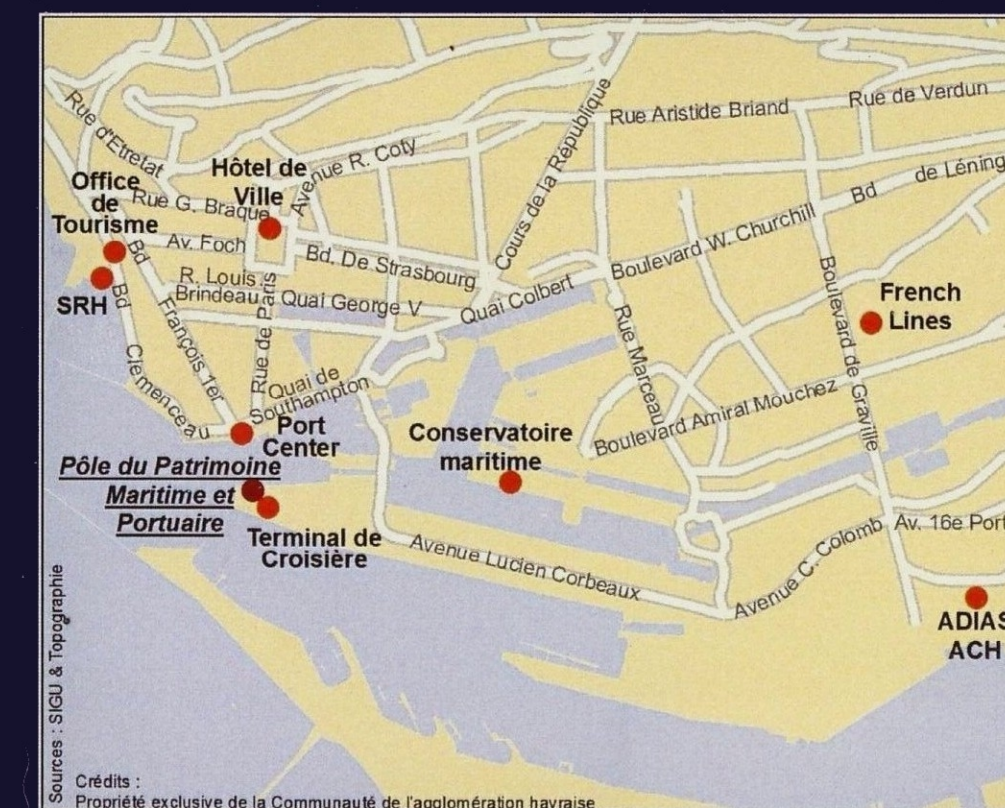 Rue d'Etretat
Hôtel de
Ville
Avenue R. Coty
Cours de la République
Rue Aristide Briand
Rue de Verdun
Office
de
Tourisme
Rue G. Braque
Av. Foch
Bd. De Strasbourg
Boulevard W. Churchill
Bd
de Léning
SRH
Bd
François 1er
Bd
Clemenceau
R. Louis
Brindeau
Quai George V
Quai Colbert
Rue de Paris
Quai de
Southampton
Rue Marceau
Boulevard de Graville
French
Lines
Boulevard Amiral Mouchez
Port
Center
Conservatoire
maritime
Pôle du Patrimoine
Maritime et
Portuaire
Terminal de
Croisière
Avenue Lucien Corbeaux
Avenue C. Colomb
Av. 16e Port
ADIAS
ACH
Sources : SIGU & Topographie
Crédits :
Propriété exclusive de la Communauté de l'agglomération havraise